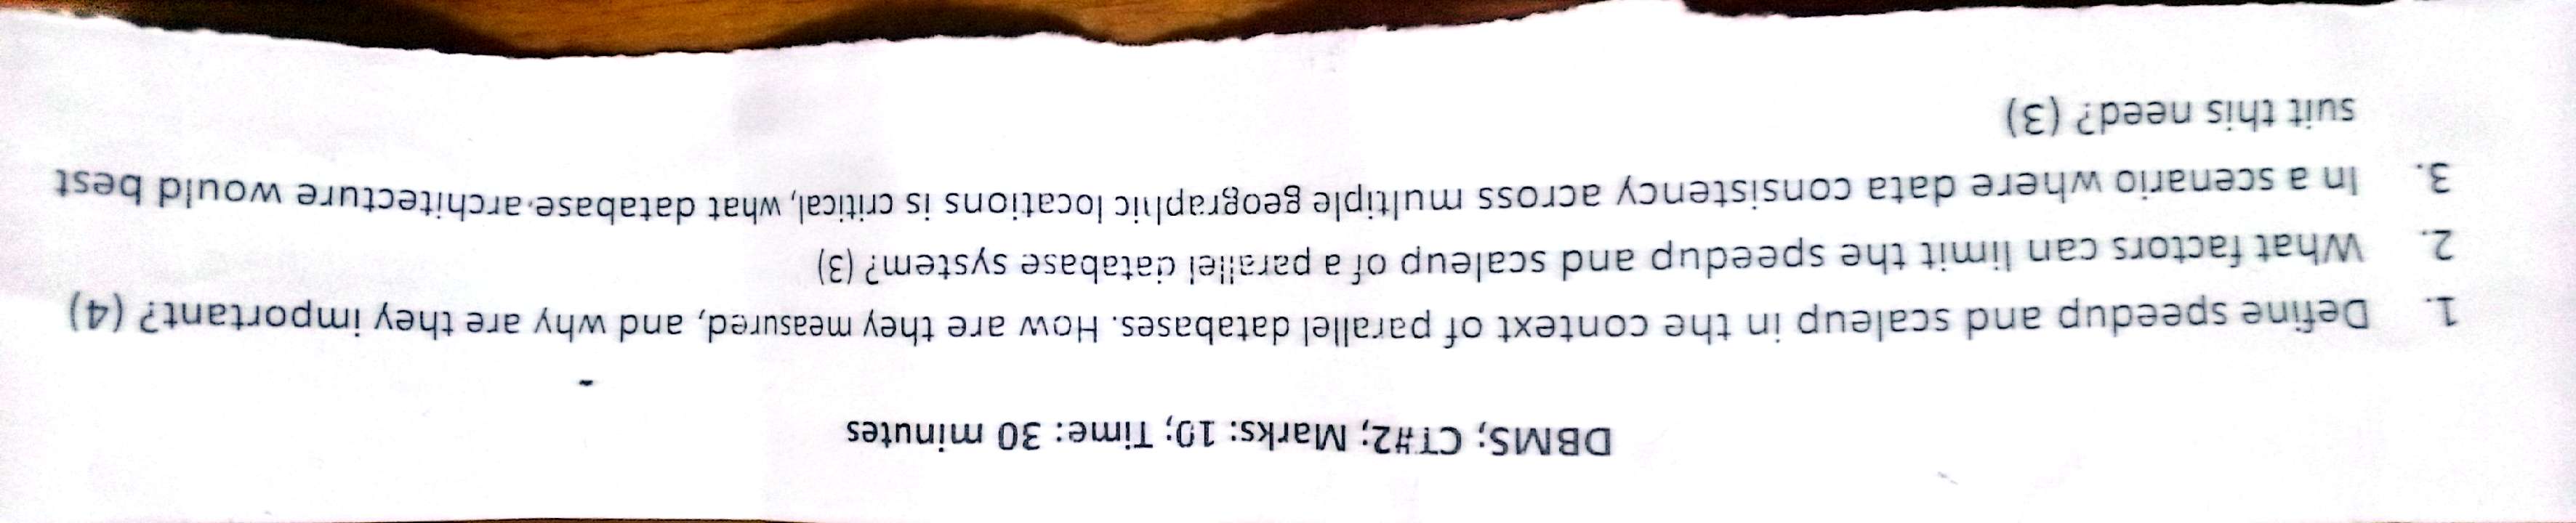 DBMS; CT#2; Marks: 10; Time: 30 minutes
1. Define speedup and scaleup in the context of parallel databases. How are they measured, and why are they important? (4)
2. What factors can limit the speedup and scaleup of a parallel database system? (3)
3. In a scenario where data consistency across multiple geographic locations is critical, what database architecture would best
suit this need? (3)